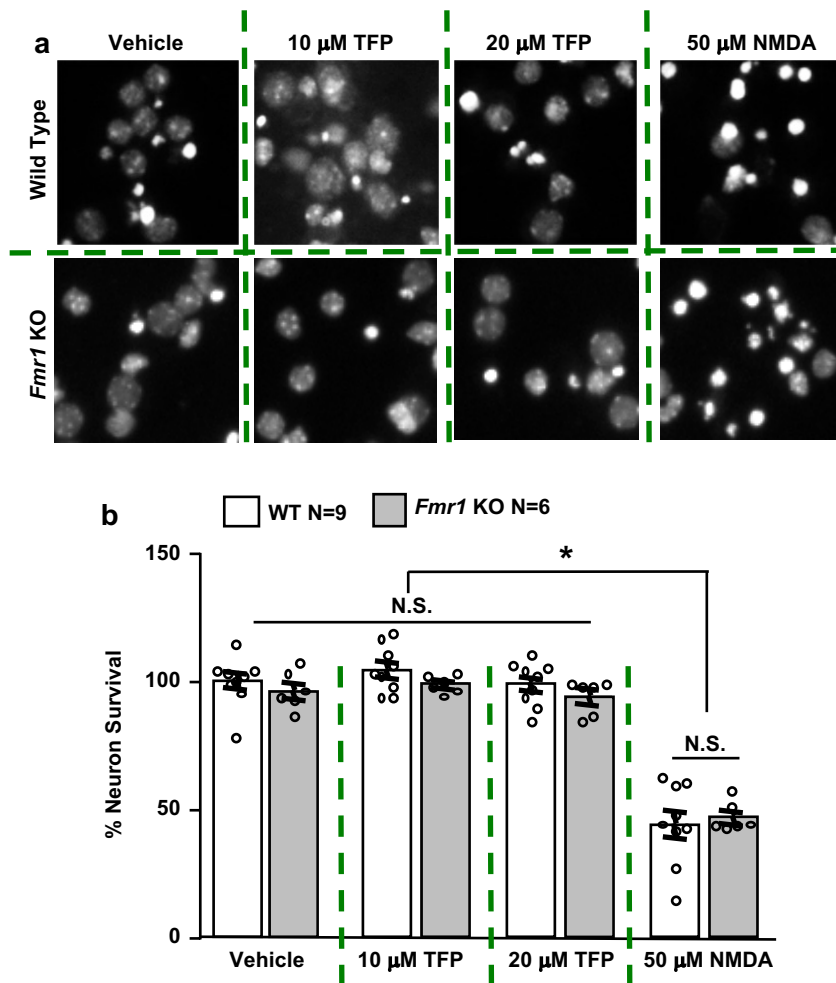 a
Vehicle
10 μM TFP
20 μM TFP
50 μM NMDA
Wild Type
Fmr1 KO
b
WT N=9
Fmr1 KO N=6
% Neuron Survival
150
100
50
0
*
N.S.
N.S.
Vehicle
10 μM TFP
20 μM TFP
50 μM NMDA